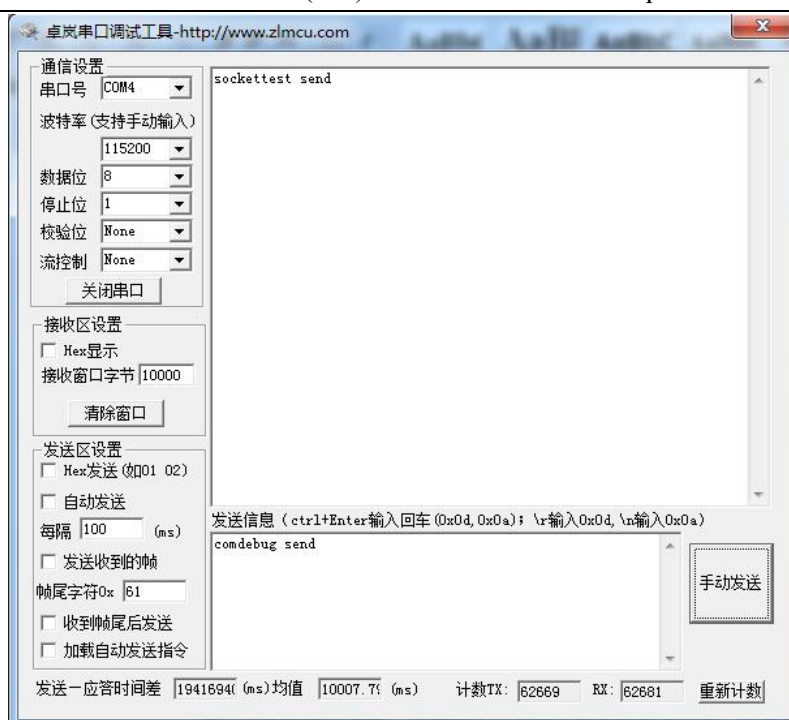 卓岚串口调试工具-http://www.zlmcu.com
通信设置
串口号 COM4
波特率(支持手动输入)
115200
数据位 8
停止位 1
校验位 None
流控制 None
关闭串口
接收区设置
Hex显示
接收窗口字节 10000
清除窗口
发送区设置
Hex发送(如01 02)
自动发送
每隔 100 (ms)
发送收到的帧
帧尾字符0x 61
收到帧尾后发送
加载自动发送指令
sockettest send
发送信息(ctrl+Enter输入回车(0x0d,0x0a); \r输入0x0d,\n输入0x0a)
comdebug send
手动发送
发送一应答时间差 1941694( (ms)均值 10007.7 (ms) 计数TX: 62669 RX: 62681 重新计数